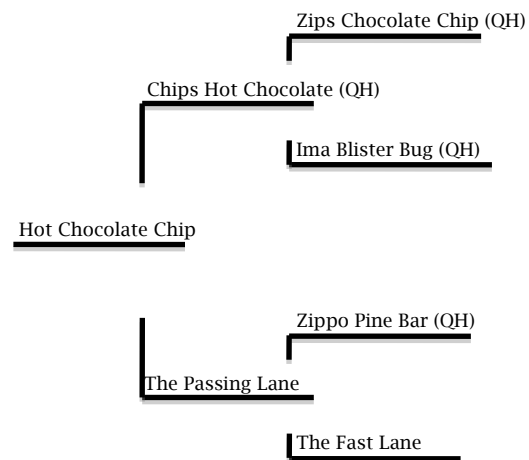 Zips Chocolate Chip (QH)
Chips Hot Chocolate (QH)
Ima Blister Bug (QH)
Hot Chocolate Chip
Zippo Pine Bar (QH)
The Passing Lane
The Fast Lane